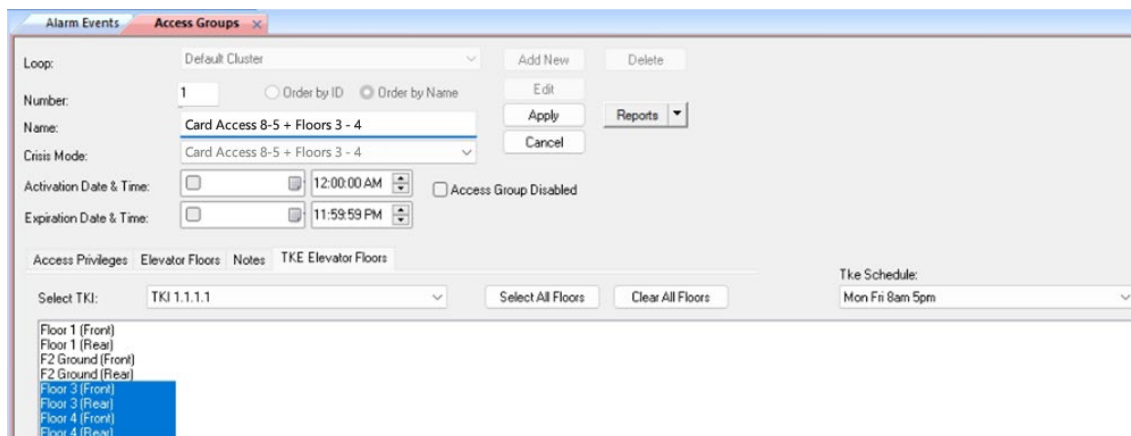 Alarm Events Access Groups
Loop: Default Cluster Add New Delete
Number: 1 Order by ID Order by Name Edit
Name: Card Access 8-5 + Floors 3 - 4 Apply Reports
Crisis Mode: Card Access 8-5 + Floors 3 - 4 Cancel
Activation Date & Time: 12:00:00 AM Access Group Disabled
Expiration Date & Time: 11:59:59 PM
Access Privileges Elevator Floors Notes TKE Elevator Floors
Tke Schedule:
Select TKI: TKI 1.1.1.1 Select All Floors Clear All Floors Mon Fri 8am 5pm
Floor 1 (Front)
Floor 1 (Rear)
F2 Ground (Front)
F2 Ground (Rear)
Floor 3 (Front)
Floor 3 (Rear)
Floor 4 (Front)
Floor 4 (Rear)